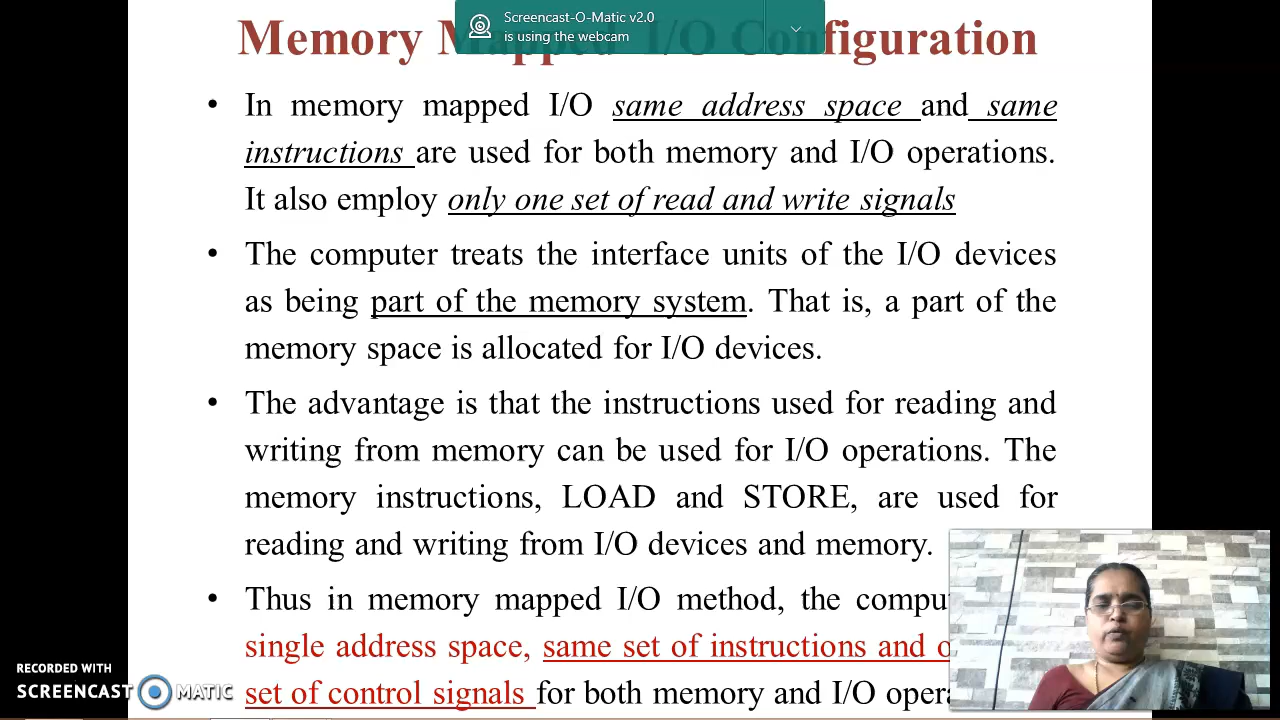 Screencast-O-Matic v2.0
is using the webcam
Memory Mapped I/O Configuration
• In memory mapped I/O same address space and same
instructions are used for both memory and I/O operations.
It also employ only one set of read and write signals
• The computer treats the interface units of the I/O devices
as being part of the memory system. That is, a part of the
memory space is allocated for I/O devices.
• The advantage is that the instructions used for reading and
writing from memory can be used for I/O operations. The
memory instructions, LOAD and STORE, are used for
reading and writing from I/O devices and memory.
• Thus in memory mapped I/O method, the
single address space, same set of instructions and
set of control signals for both memory and I/O
RECORDED WITH
SCREENCAST MATIC